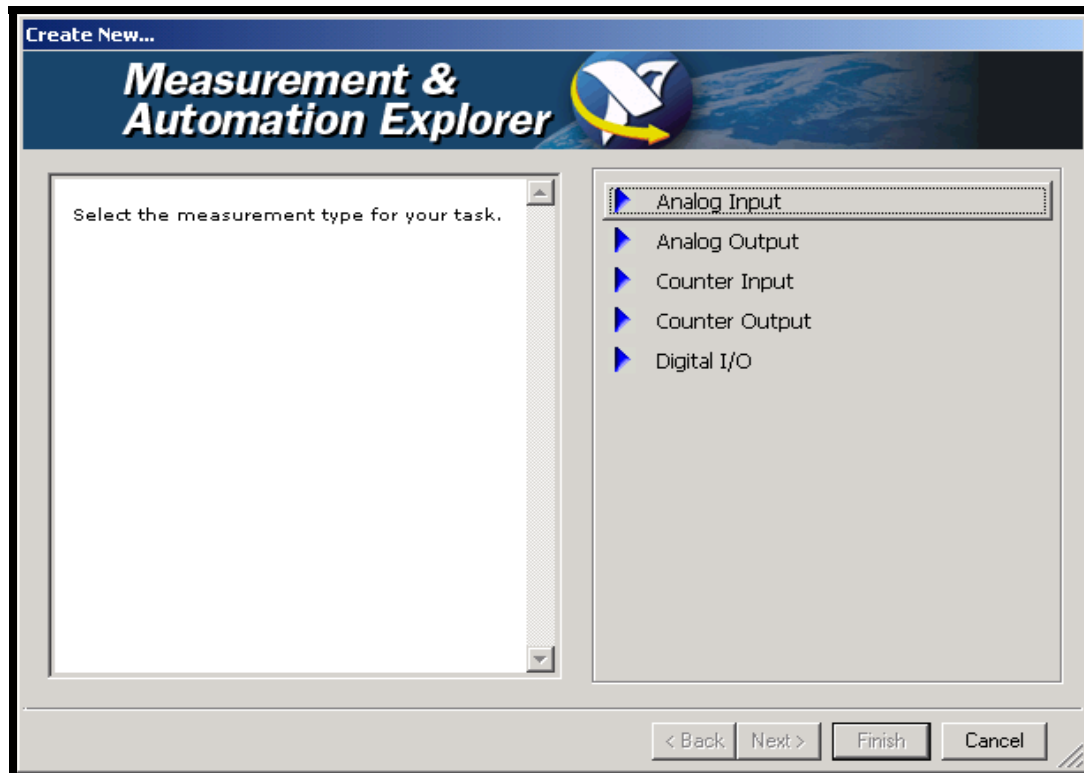 Create New...
Measurement &
Automation Explorer
Select the measurement type for your task.
Analog Input
Analog Output
Counter Input
Counter Output
Digital I/O
< Back
Next >
Finish
Cancel